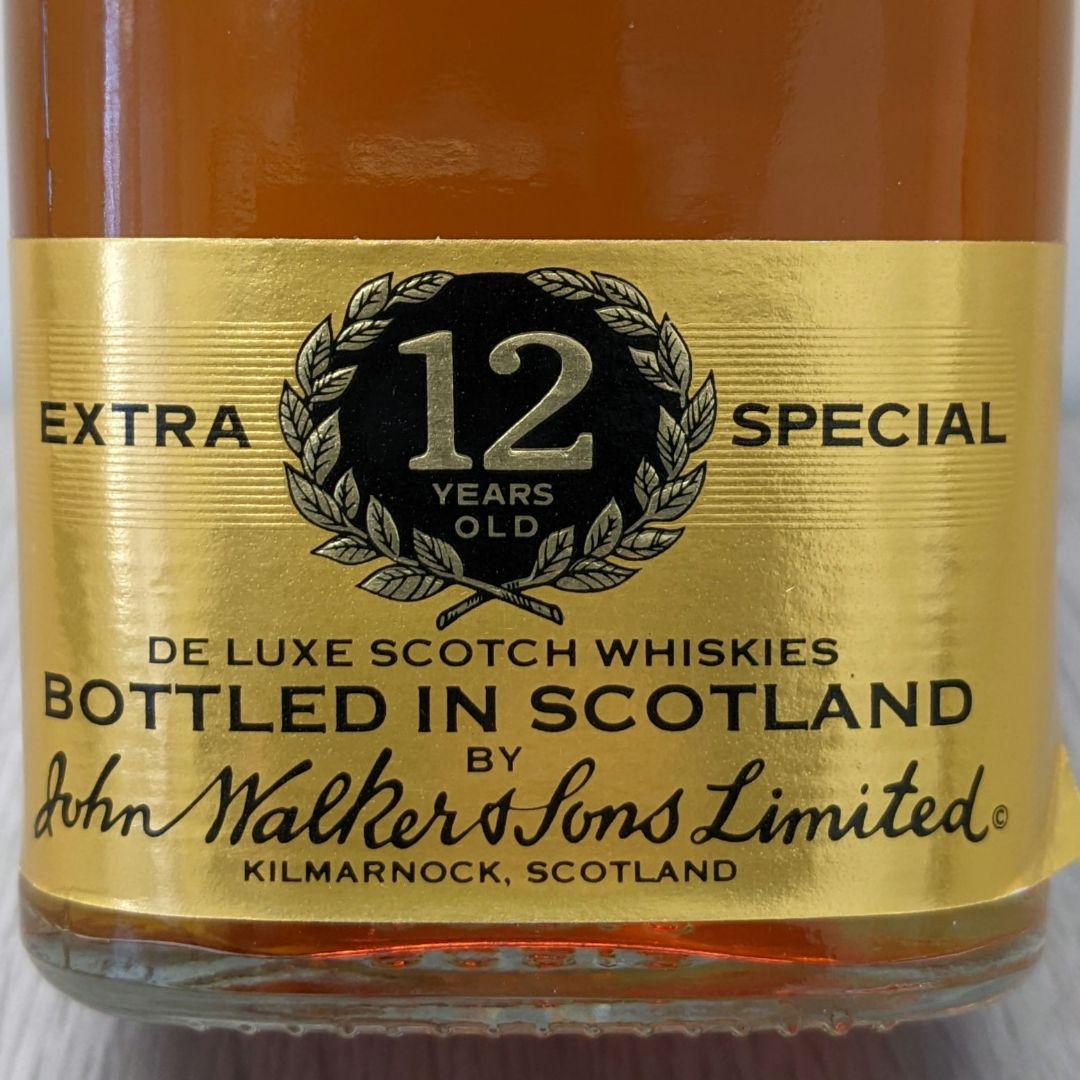 EXTRA 12 SPECIAL
YEARS
OLD
DE LUXE SCOTCH WHISKIES
BOTTLED IN SCOTLAND
BY
John Walker & Sons Limited ©
KILMARNOCK, SCOTLAND